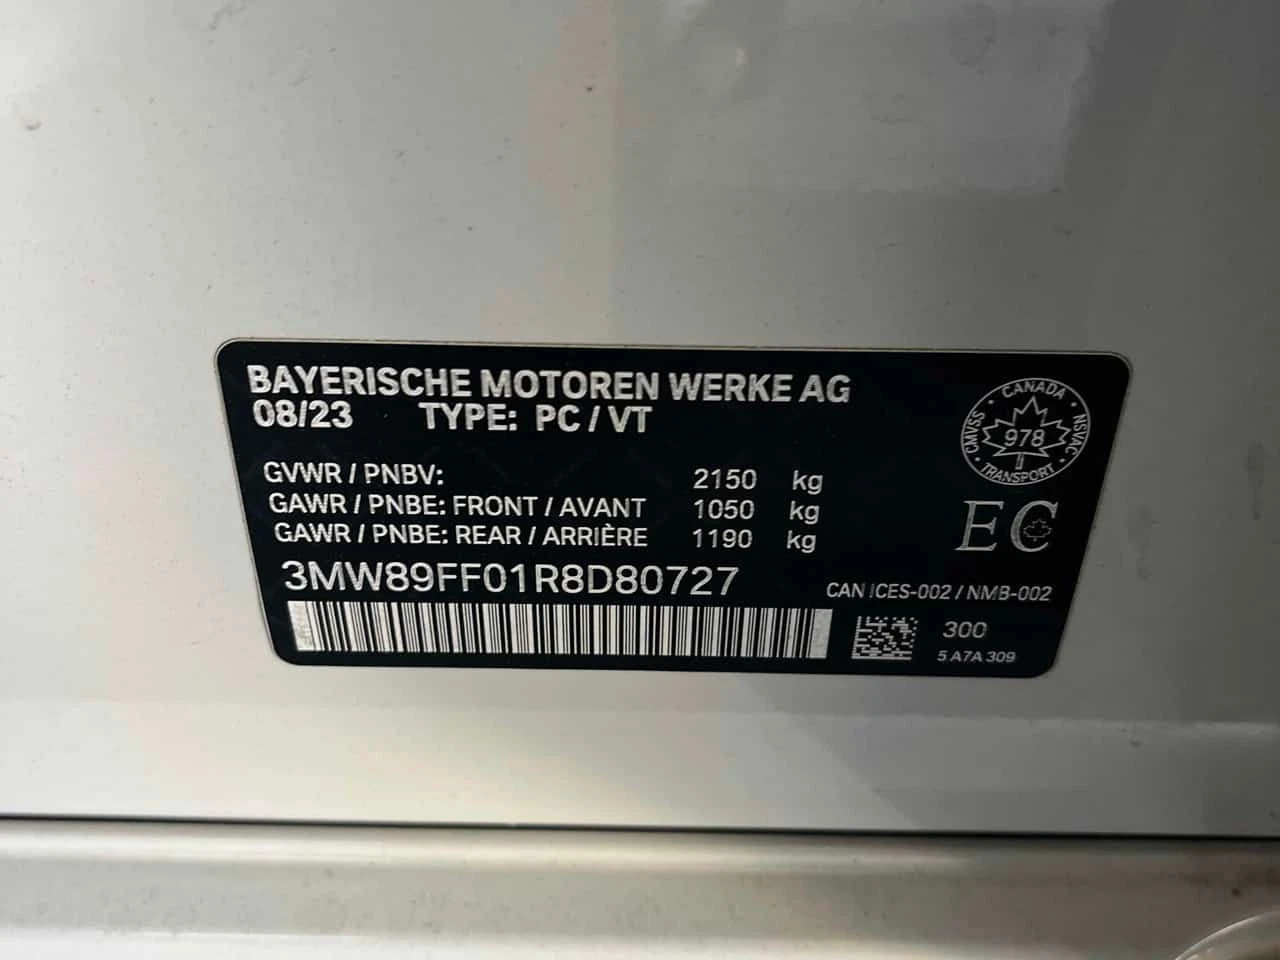 BAYERISCHE MOTOREN WERKE AG
08/23 TYPE: PC / VT
GVWR / PNBV: 2150 kg
GAWR / PNBE: FRONT / AVANT 1050 kg
GAWR / PNBE: REAR / ARRIÈRE 1190 kg
3MW89FF01R8D80727
CANADA
CMVSS · NSVAC
978
TRANSPORT
EC
CAN ICES-002 / NMB-002
300
5 A7A 309